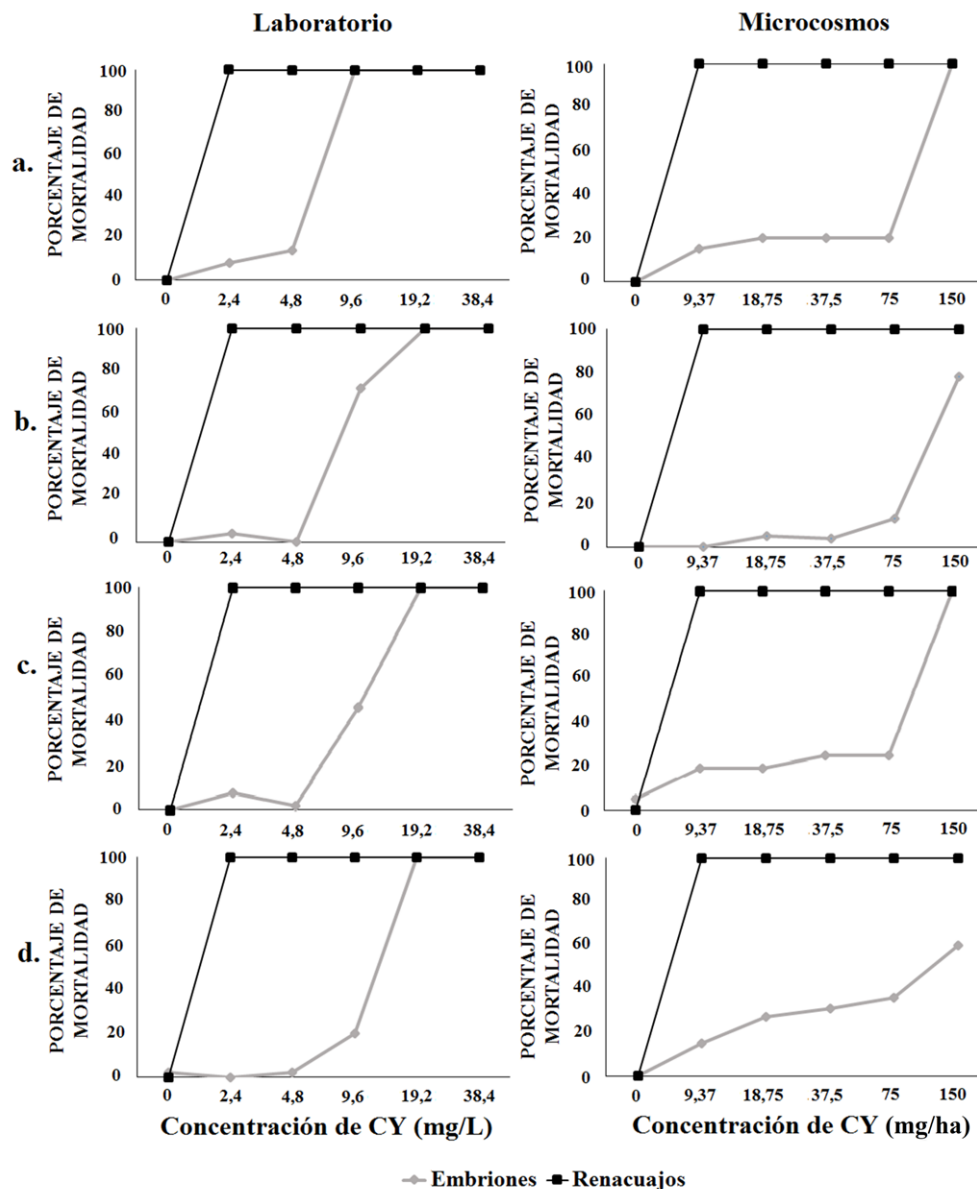 Laboratorio
Microcosmos
a.
PORCENTAJE DE
MORTALIDAD
100
80
60
40
20
0
0 2,4 4,8 9,6 19,2 38,4
PORCENTAJE DE
MORTALIDAD
100
80
60
40
20
0
0 9,37 18,75 37,5 75 150
b.
PORCENTAJE DE
MORTALIDAD
100
80
60
40
20
0
0 2,4 4,8 9,6 19,2 38,4
PORCENTAJE DE
MORTALIDAD
100
80
60
40
20
0
0 9,37 18,75 37,5 75 150
c.
PORCENTAJE DE
MORTALIDAD
100
80
60
40
20
0
0 2,4 4,8 9,6 19,2 38,4
PORCENTAJE DE
MORTALIDAD
100
80
60
40
20
0
0 9,37 18,75 37,5 75 150
d.
PORCENTAJE DE
MORTALIDAD
100
80
60
40
20
0
0 2,4 4,8 9,6 19,2 38,4
PORCENTAJE DE
MORTALIDAD
100
80
60
40
20
0
0 9,37 18,75 37,5 75 150
Concentración de CY (mg/L)
Concentración de CY (mg/ha)
Embriones Renacuajos